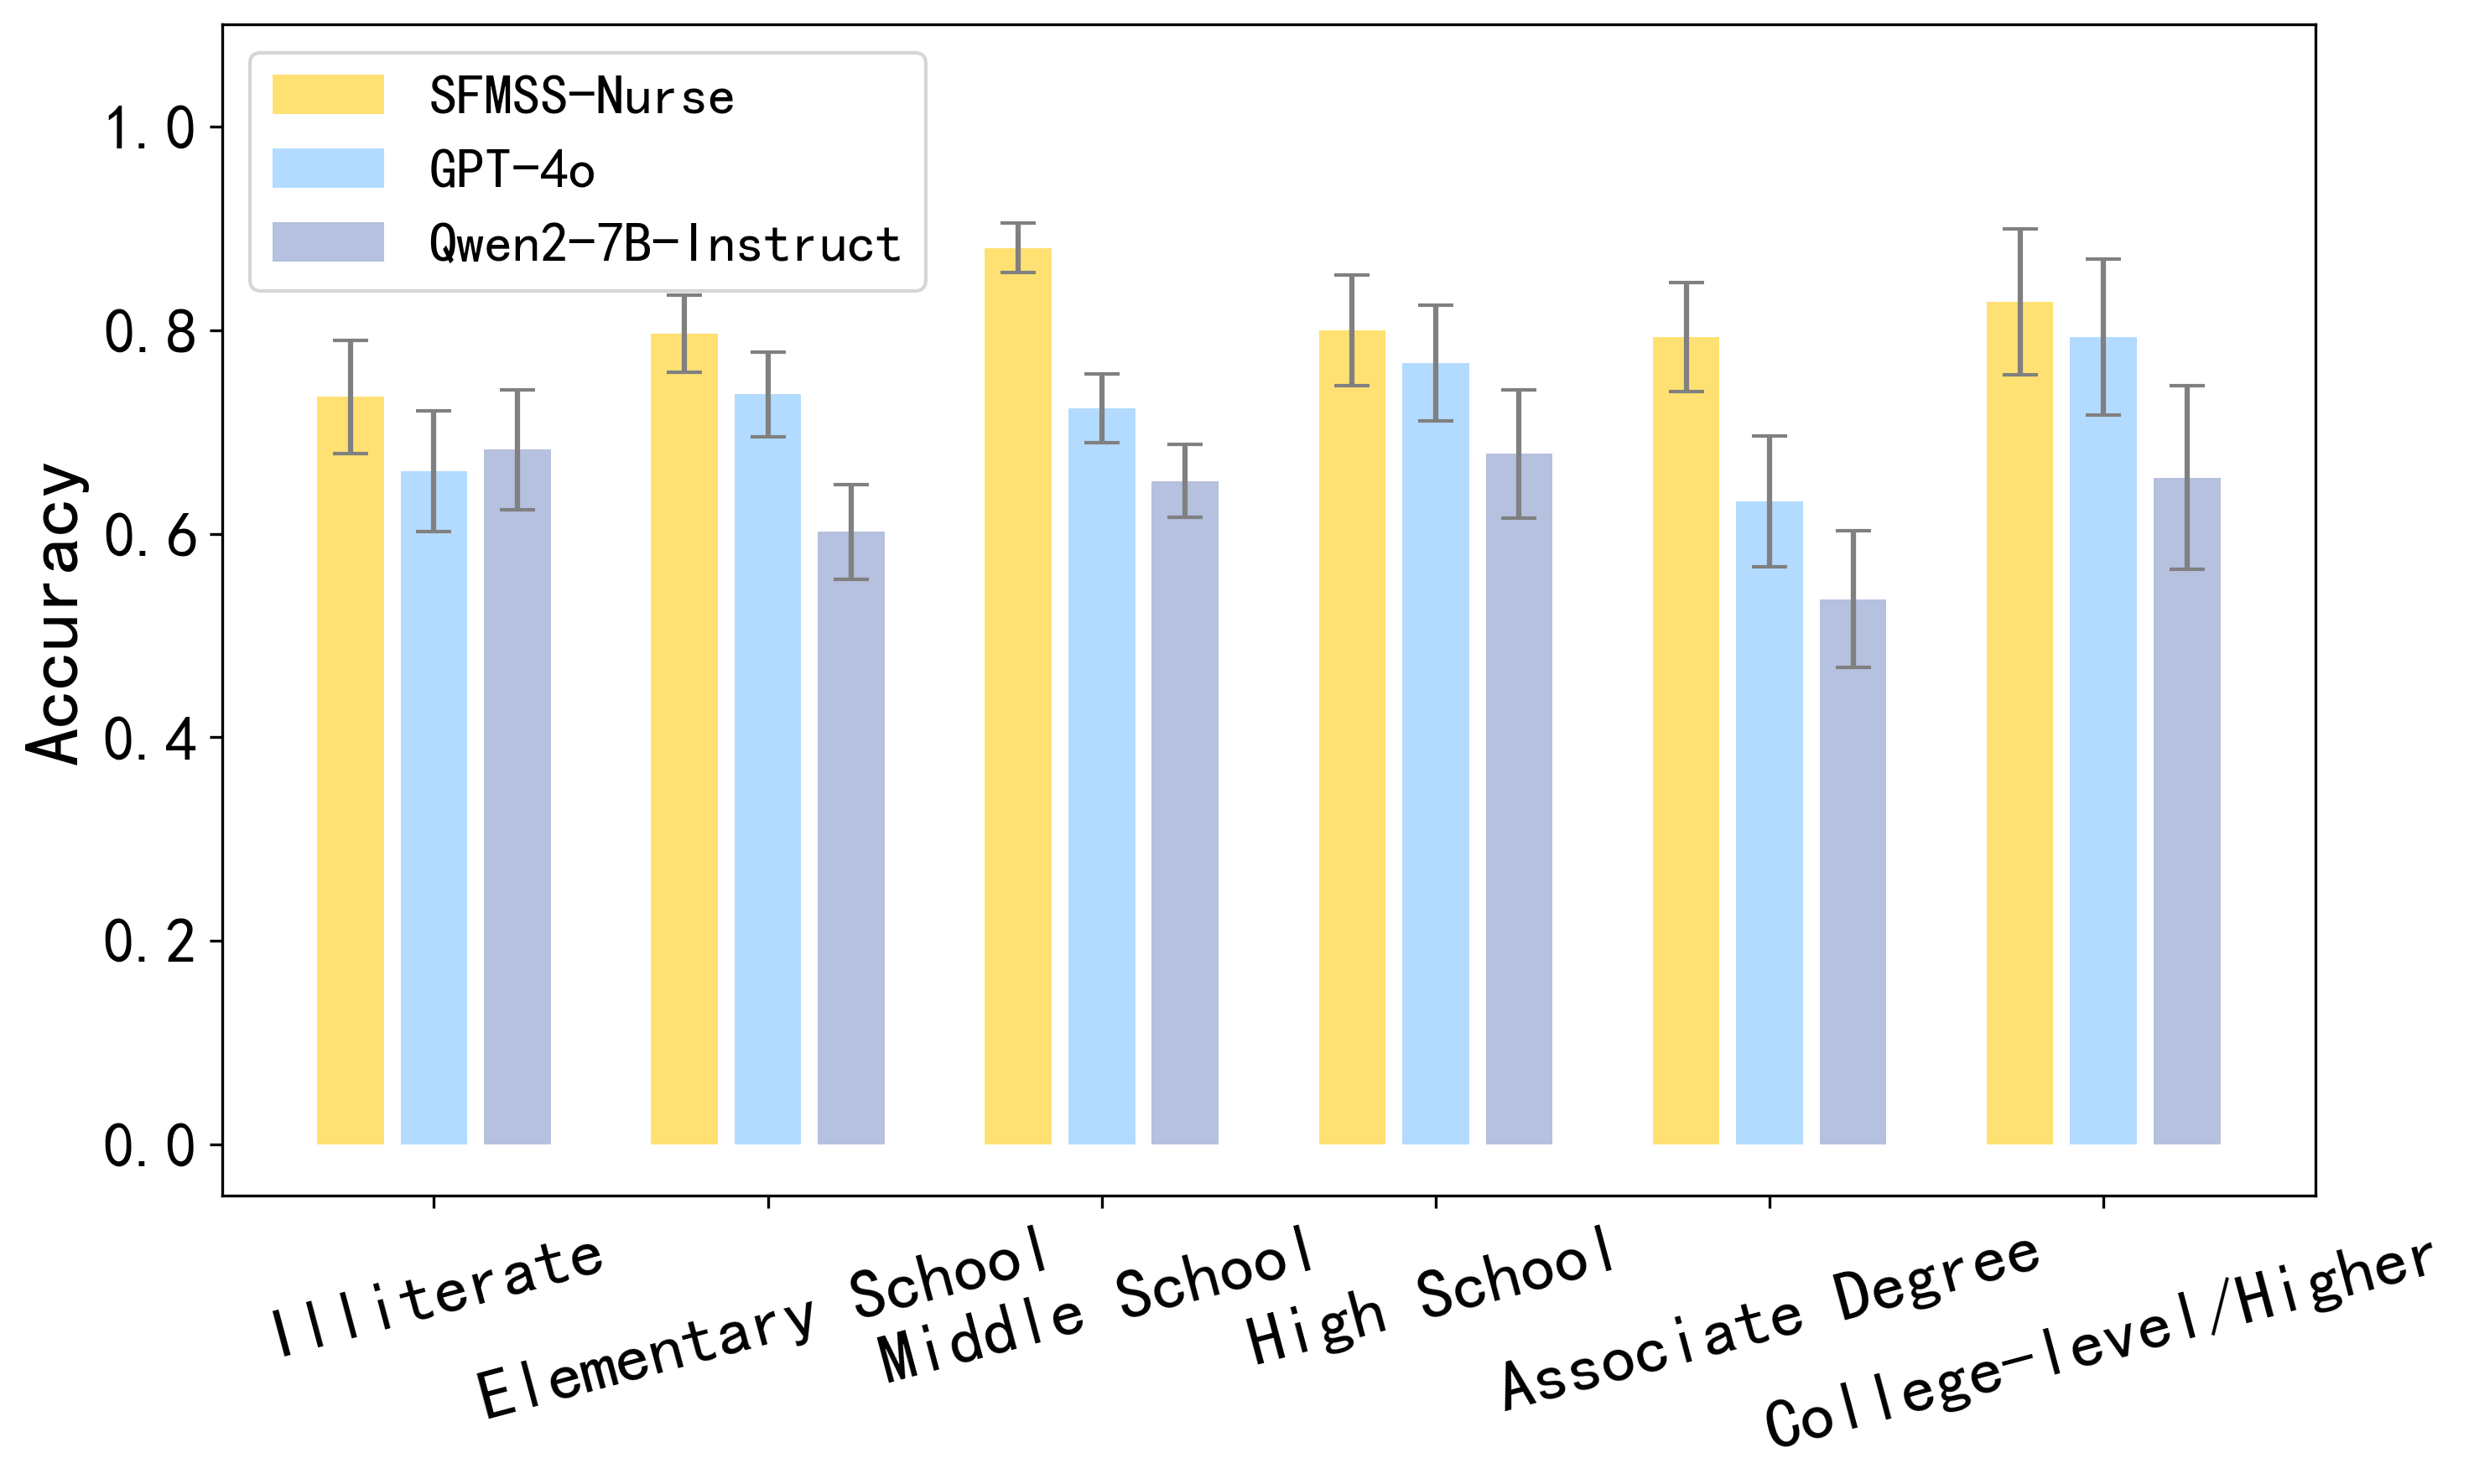 SFMSS-Nurse
GPT-4o
Qwen2-7B-Instruct
Accuracy
1.0
0.8
0.6
0.4
0.2
0.0
Illiterate
Elementary School
Middle School
High School
Associate Degree
College-level/Higher